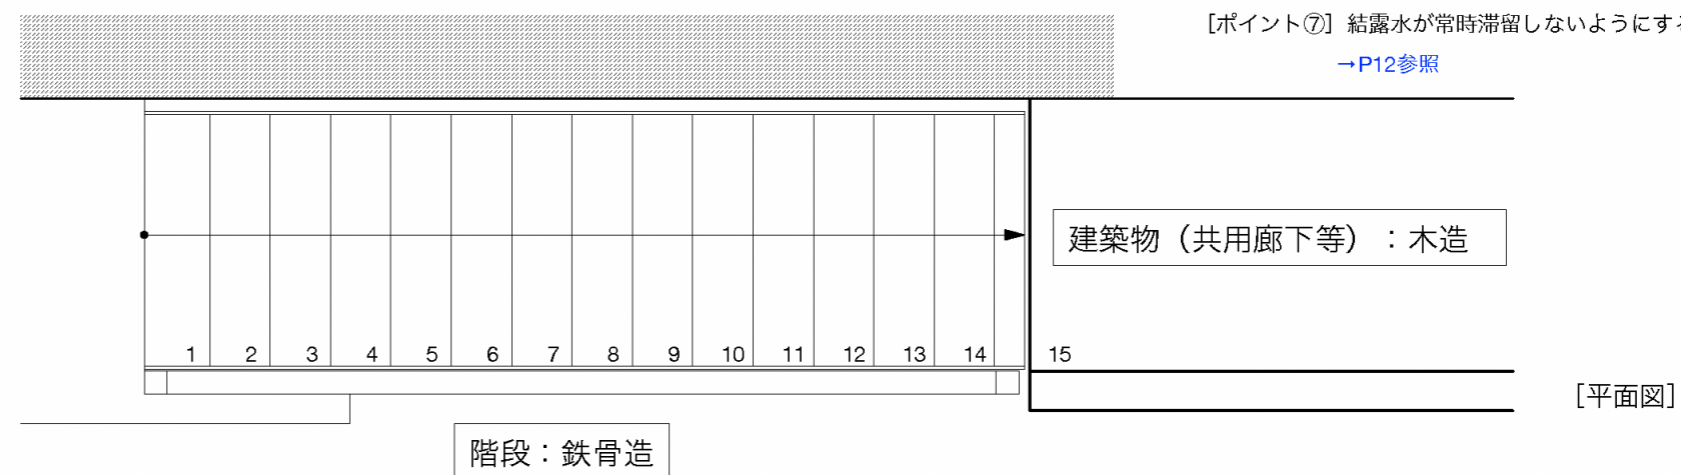 ［ポイント⑦］結露水が常時滞留しないようにする
→P12参照
建築物（共用廊下等）：木造
1 2 3 4 5 6 7 8 9 10 11 12 13 14 15
［平面図］
階段：鉄骨造